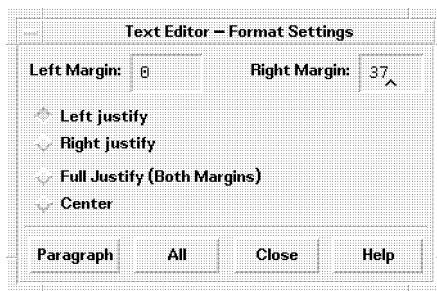 Text Editor – Format Settings
Left Margin: 0 Right Margin: 37
Left justify
Right justify
Full Justify (Both Margins)
Center
Paragraph All Close Help